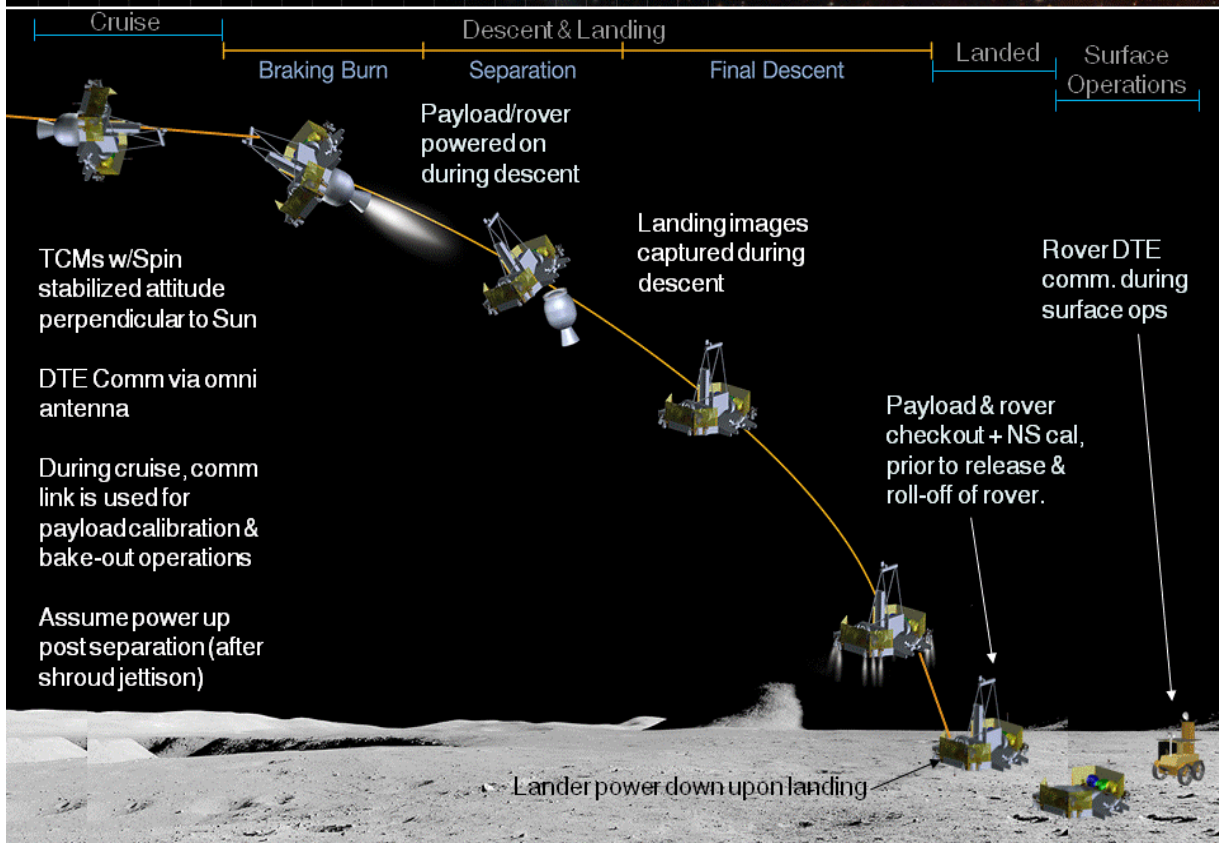 Cruise
Descent & Landing
Landed
Surface
Operations
Braking Burn
Separation
Final Descent
Payload/rover
powered on
during descent
Landing images
captured during
descent
Rover DTE
comm. during
surface ops
TCMs w/Spin
stabilized attitude
perpendicular to Sun
DTE Comm via omni
antenna
During cruise, comm
link is used for
payload calibration &
bake-out operations
Assume power up
post separation (after
shroud jettison)
Payload & rover
checkout + NS cal,
prior to release &
roll-off of rover.
Lander power down upon landing